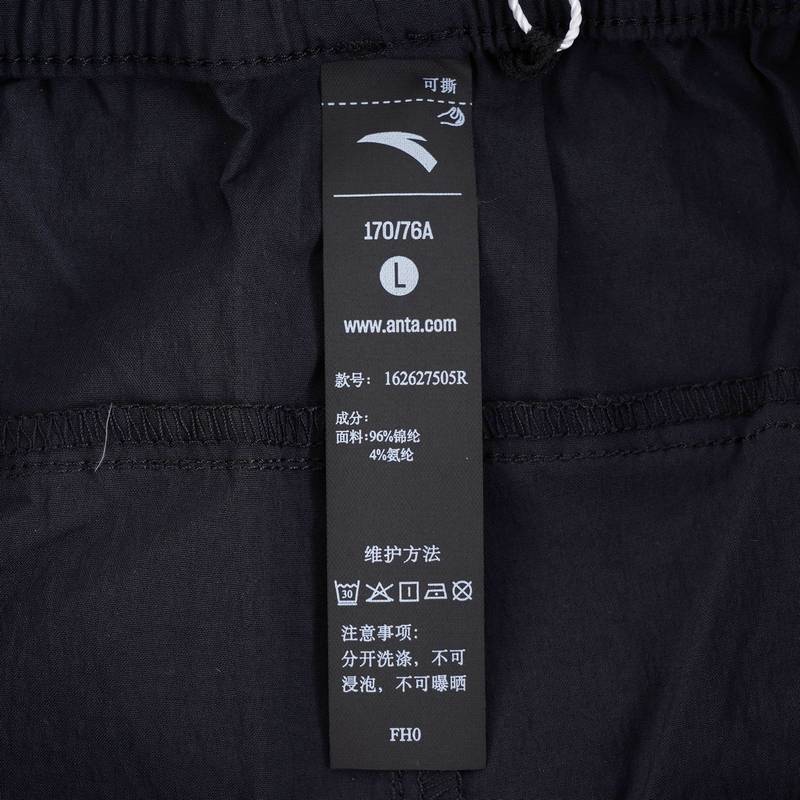 可撕
170/76A
L
www.anta.com
款号: 162627505R
成分:
面料:96%锦纶
4%氨纶
维护方法
30
注意事项:
分开洗涤，不可
浸泡，不可曝晒
FH0